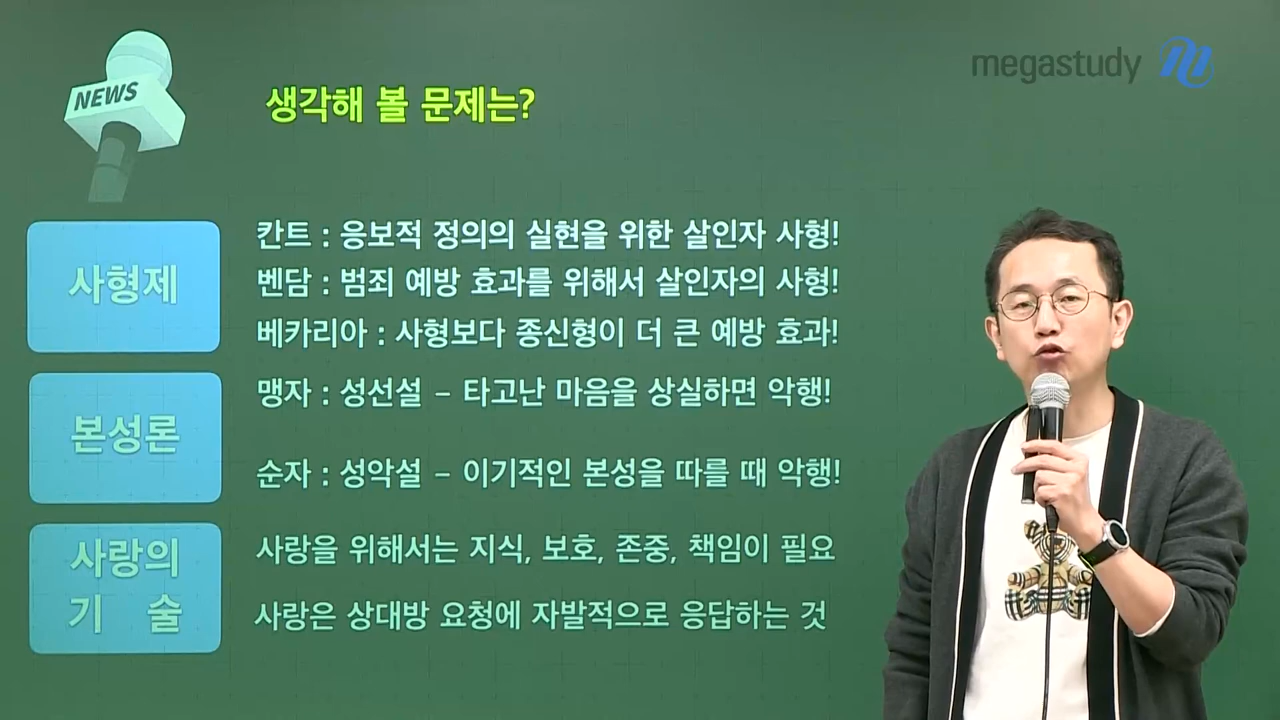 NEWS
생각해 볼 문제는?
megastudy
사형제
칸트 : 응보적 정의의 실현을 위한 살인자 사형!
벤담 : 범죄 예방 효과를 위해서 살인자의 사형!
베카리아 : 사형보다 종신형이 더 큰 예방 효과!
본성론
맹자 : 성선설 – 타고난 마음을 상실하면 악행!
순자 : 성악설 – 이기적인 본성을 따를 때 악행!
사랑의
기 술
사랑을 위해서는 지식, 보호, 존중, 책임이 필요
사랑은 상대방 요청에 자발적으로 응답하는 것